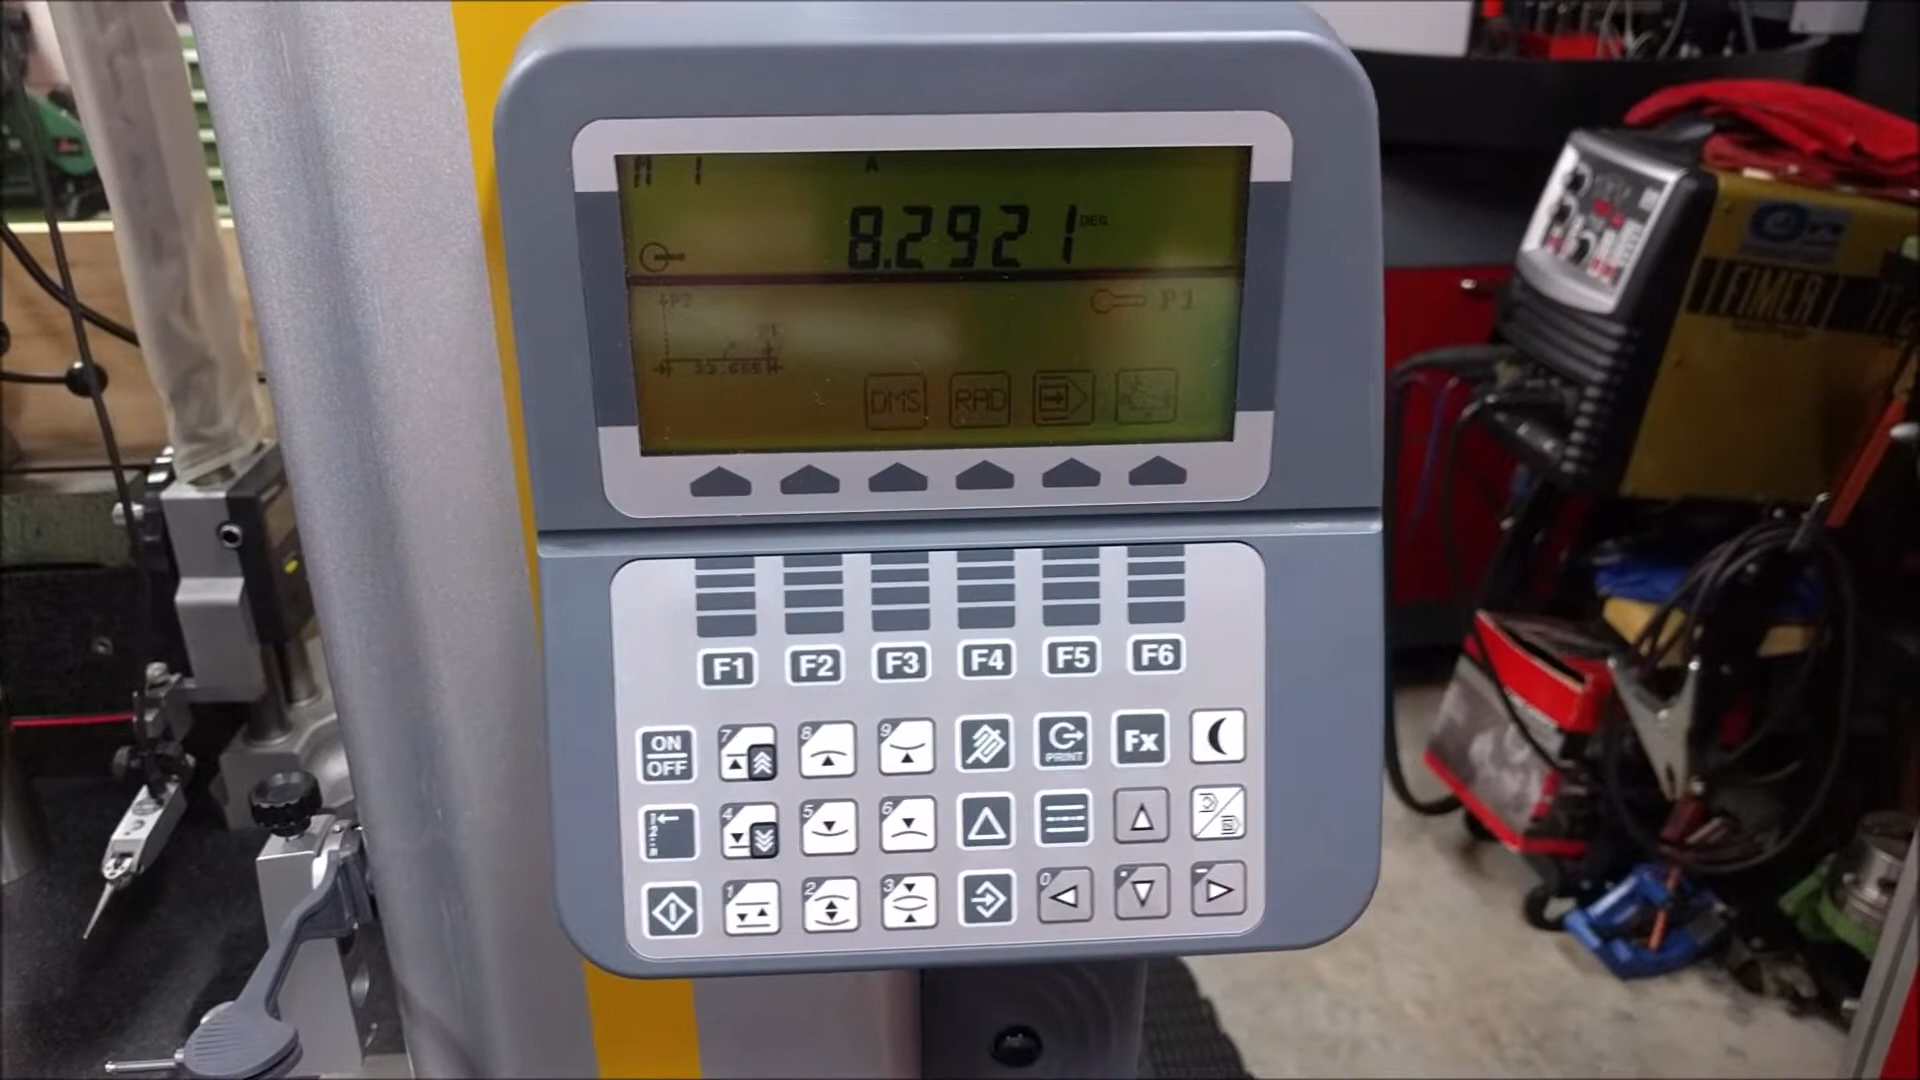 A 1 A
8.2921 DEG
P2
P1
DMS RAD
F1 F2 F3 F4 F5 F6
ON
OFF
7 8 9
PRINT
Fx
4 5 6
1 2 3
0 . -
FIMER